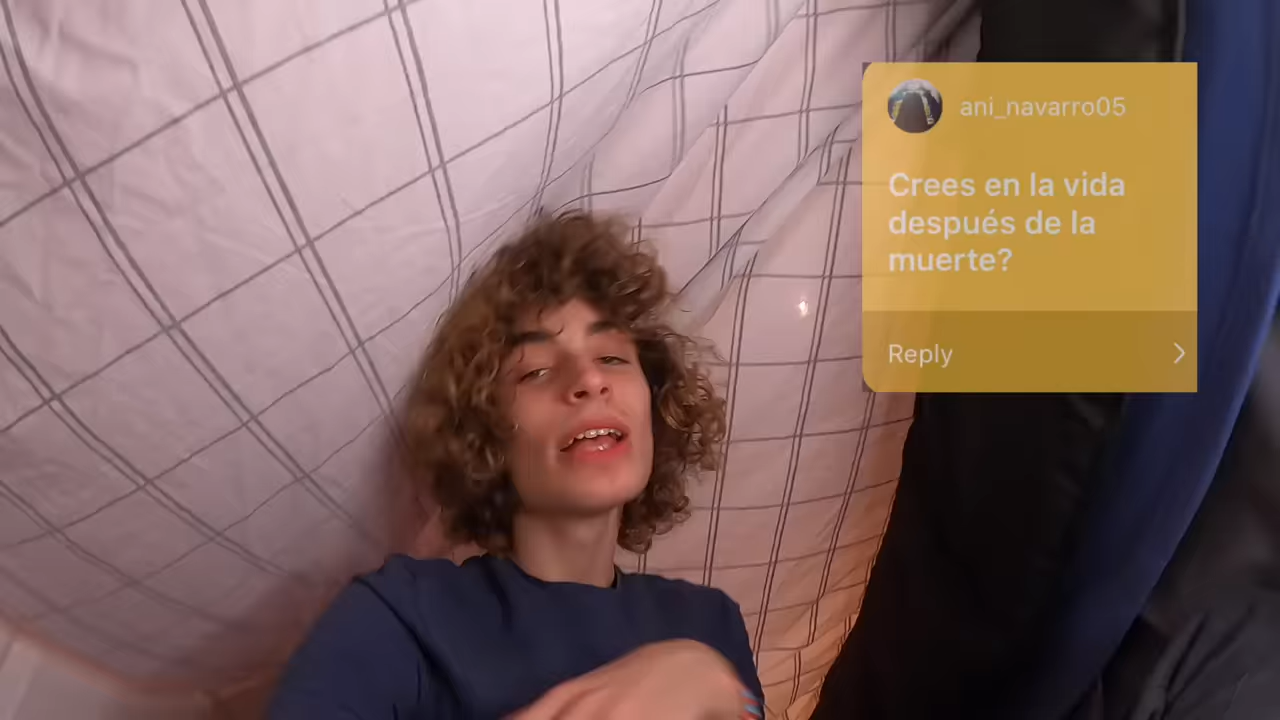 ani_navarro05
Crees en la vida
después de la
muerte?
Reply